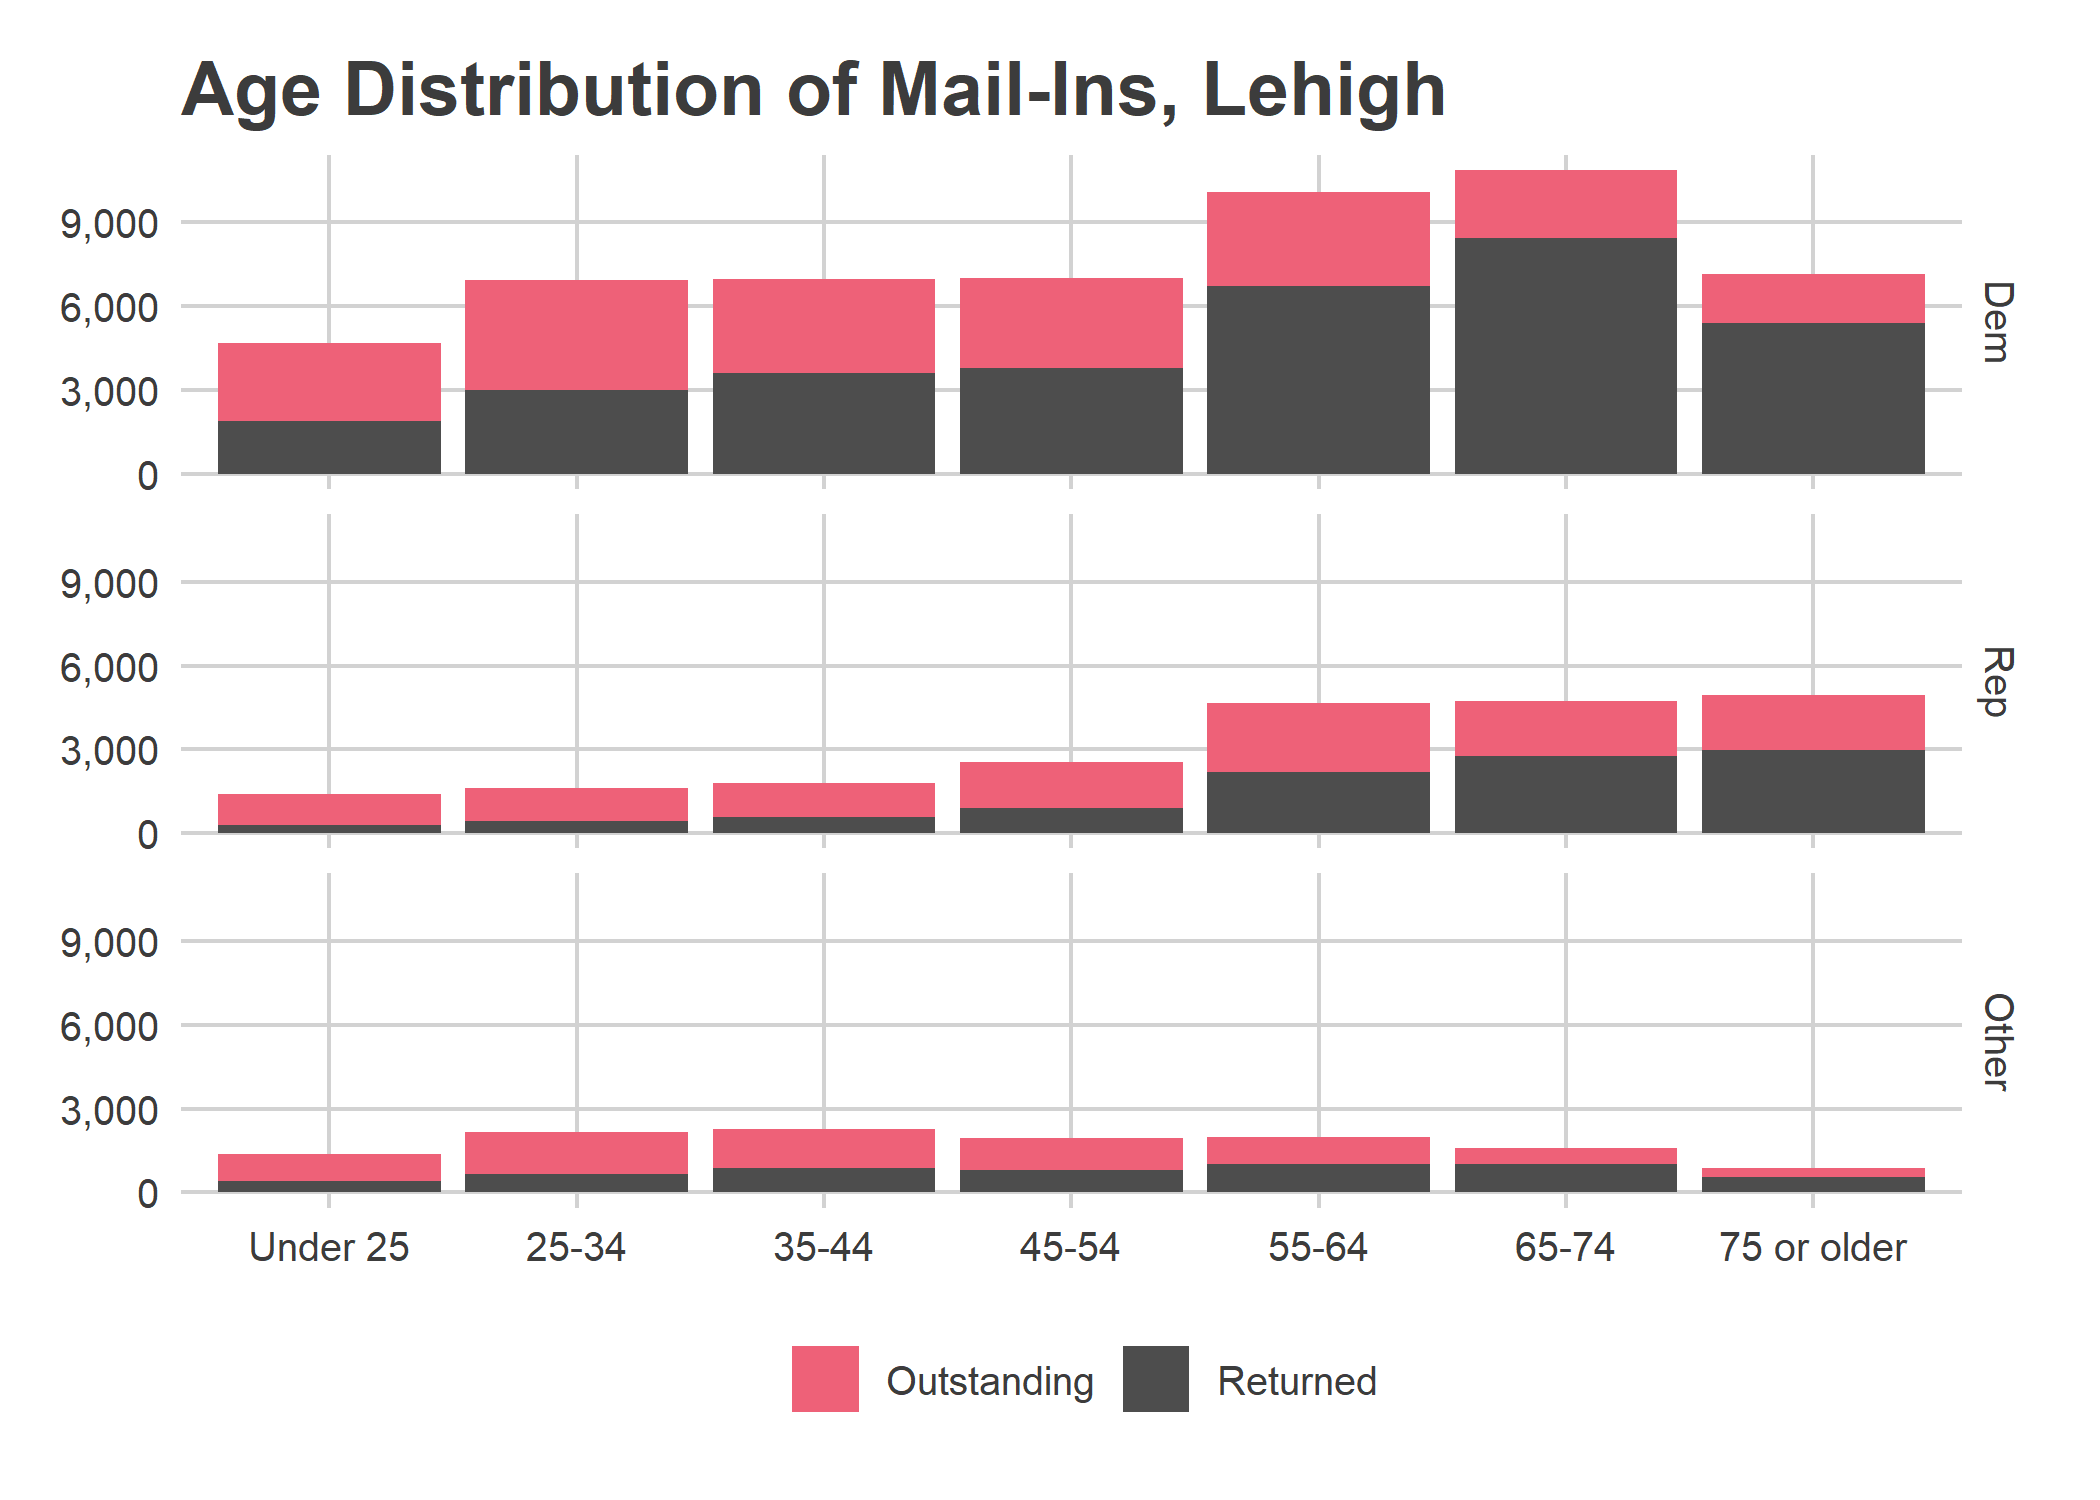 Age Distribution of Mail-Ins, Lehigh
9,000
6,000
3,000
0
Dem
9,000
6,000
3,000
0
Rep
9,000
6,000
3,000
0
Other
Under 25 25-34 35-44 45-54 55-64 65-74 75 or older
Outstanding Returned